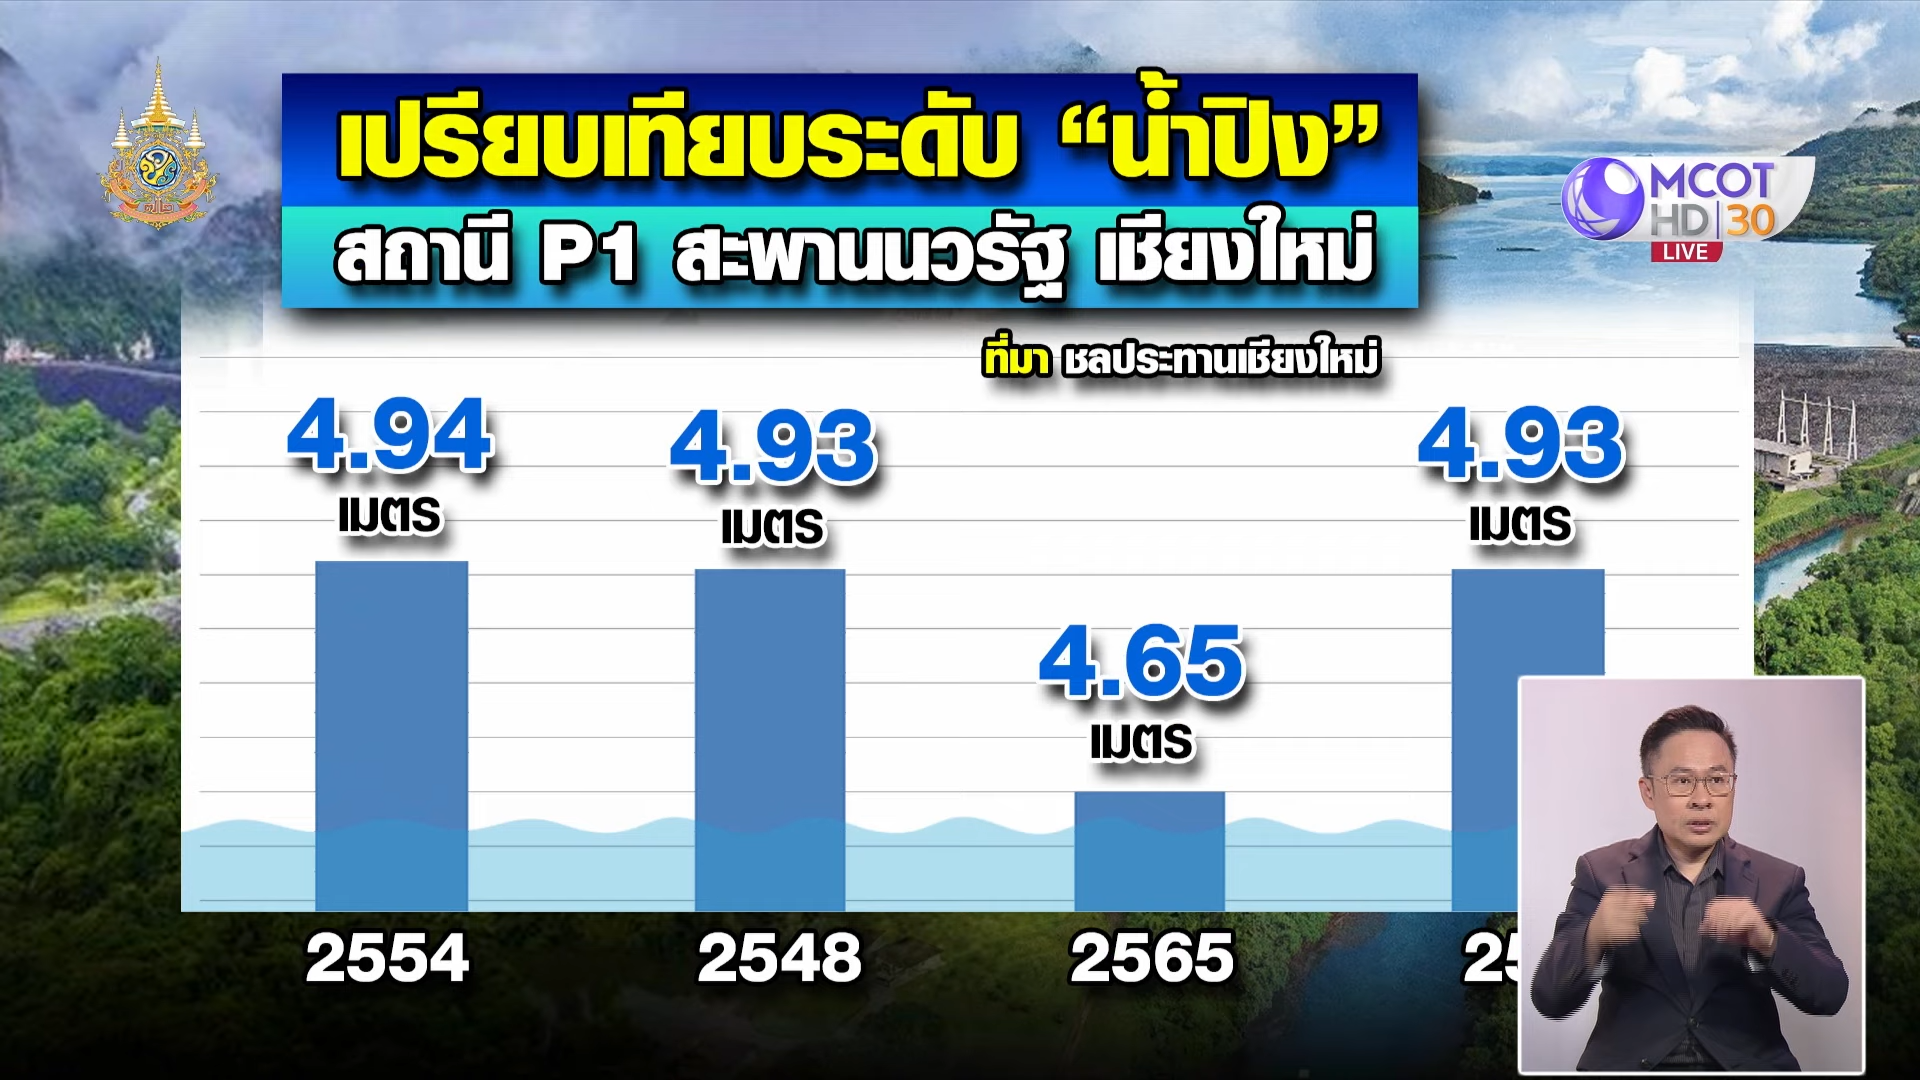 เปรียบเทียบระดับ “น้ำปิง”
สถานี P1 สะพานนวรัฐ เชียงใหม่
MCOT
HD 30
LIVE
ที่มา ชลประทานเชียงใหม่
4.94
เมตร
4.93
เมตร
4.65
เมตร
4.93
เมตร
2554
2548
2565